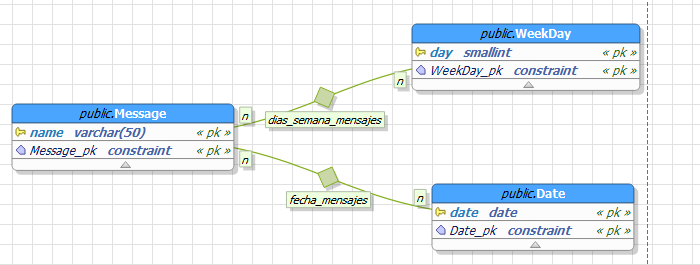 public.WeekDay
day smallint « pk »
WeekDay_pk constraint « pk »
n
dias_semana_mensajes
public.Message
n
name varchar(50) « pk »
Message_pk constraint « pk »
n
fecha_mensajes
n
public.Date
date date « pk »
Date_pk constraint « pk »